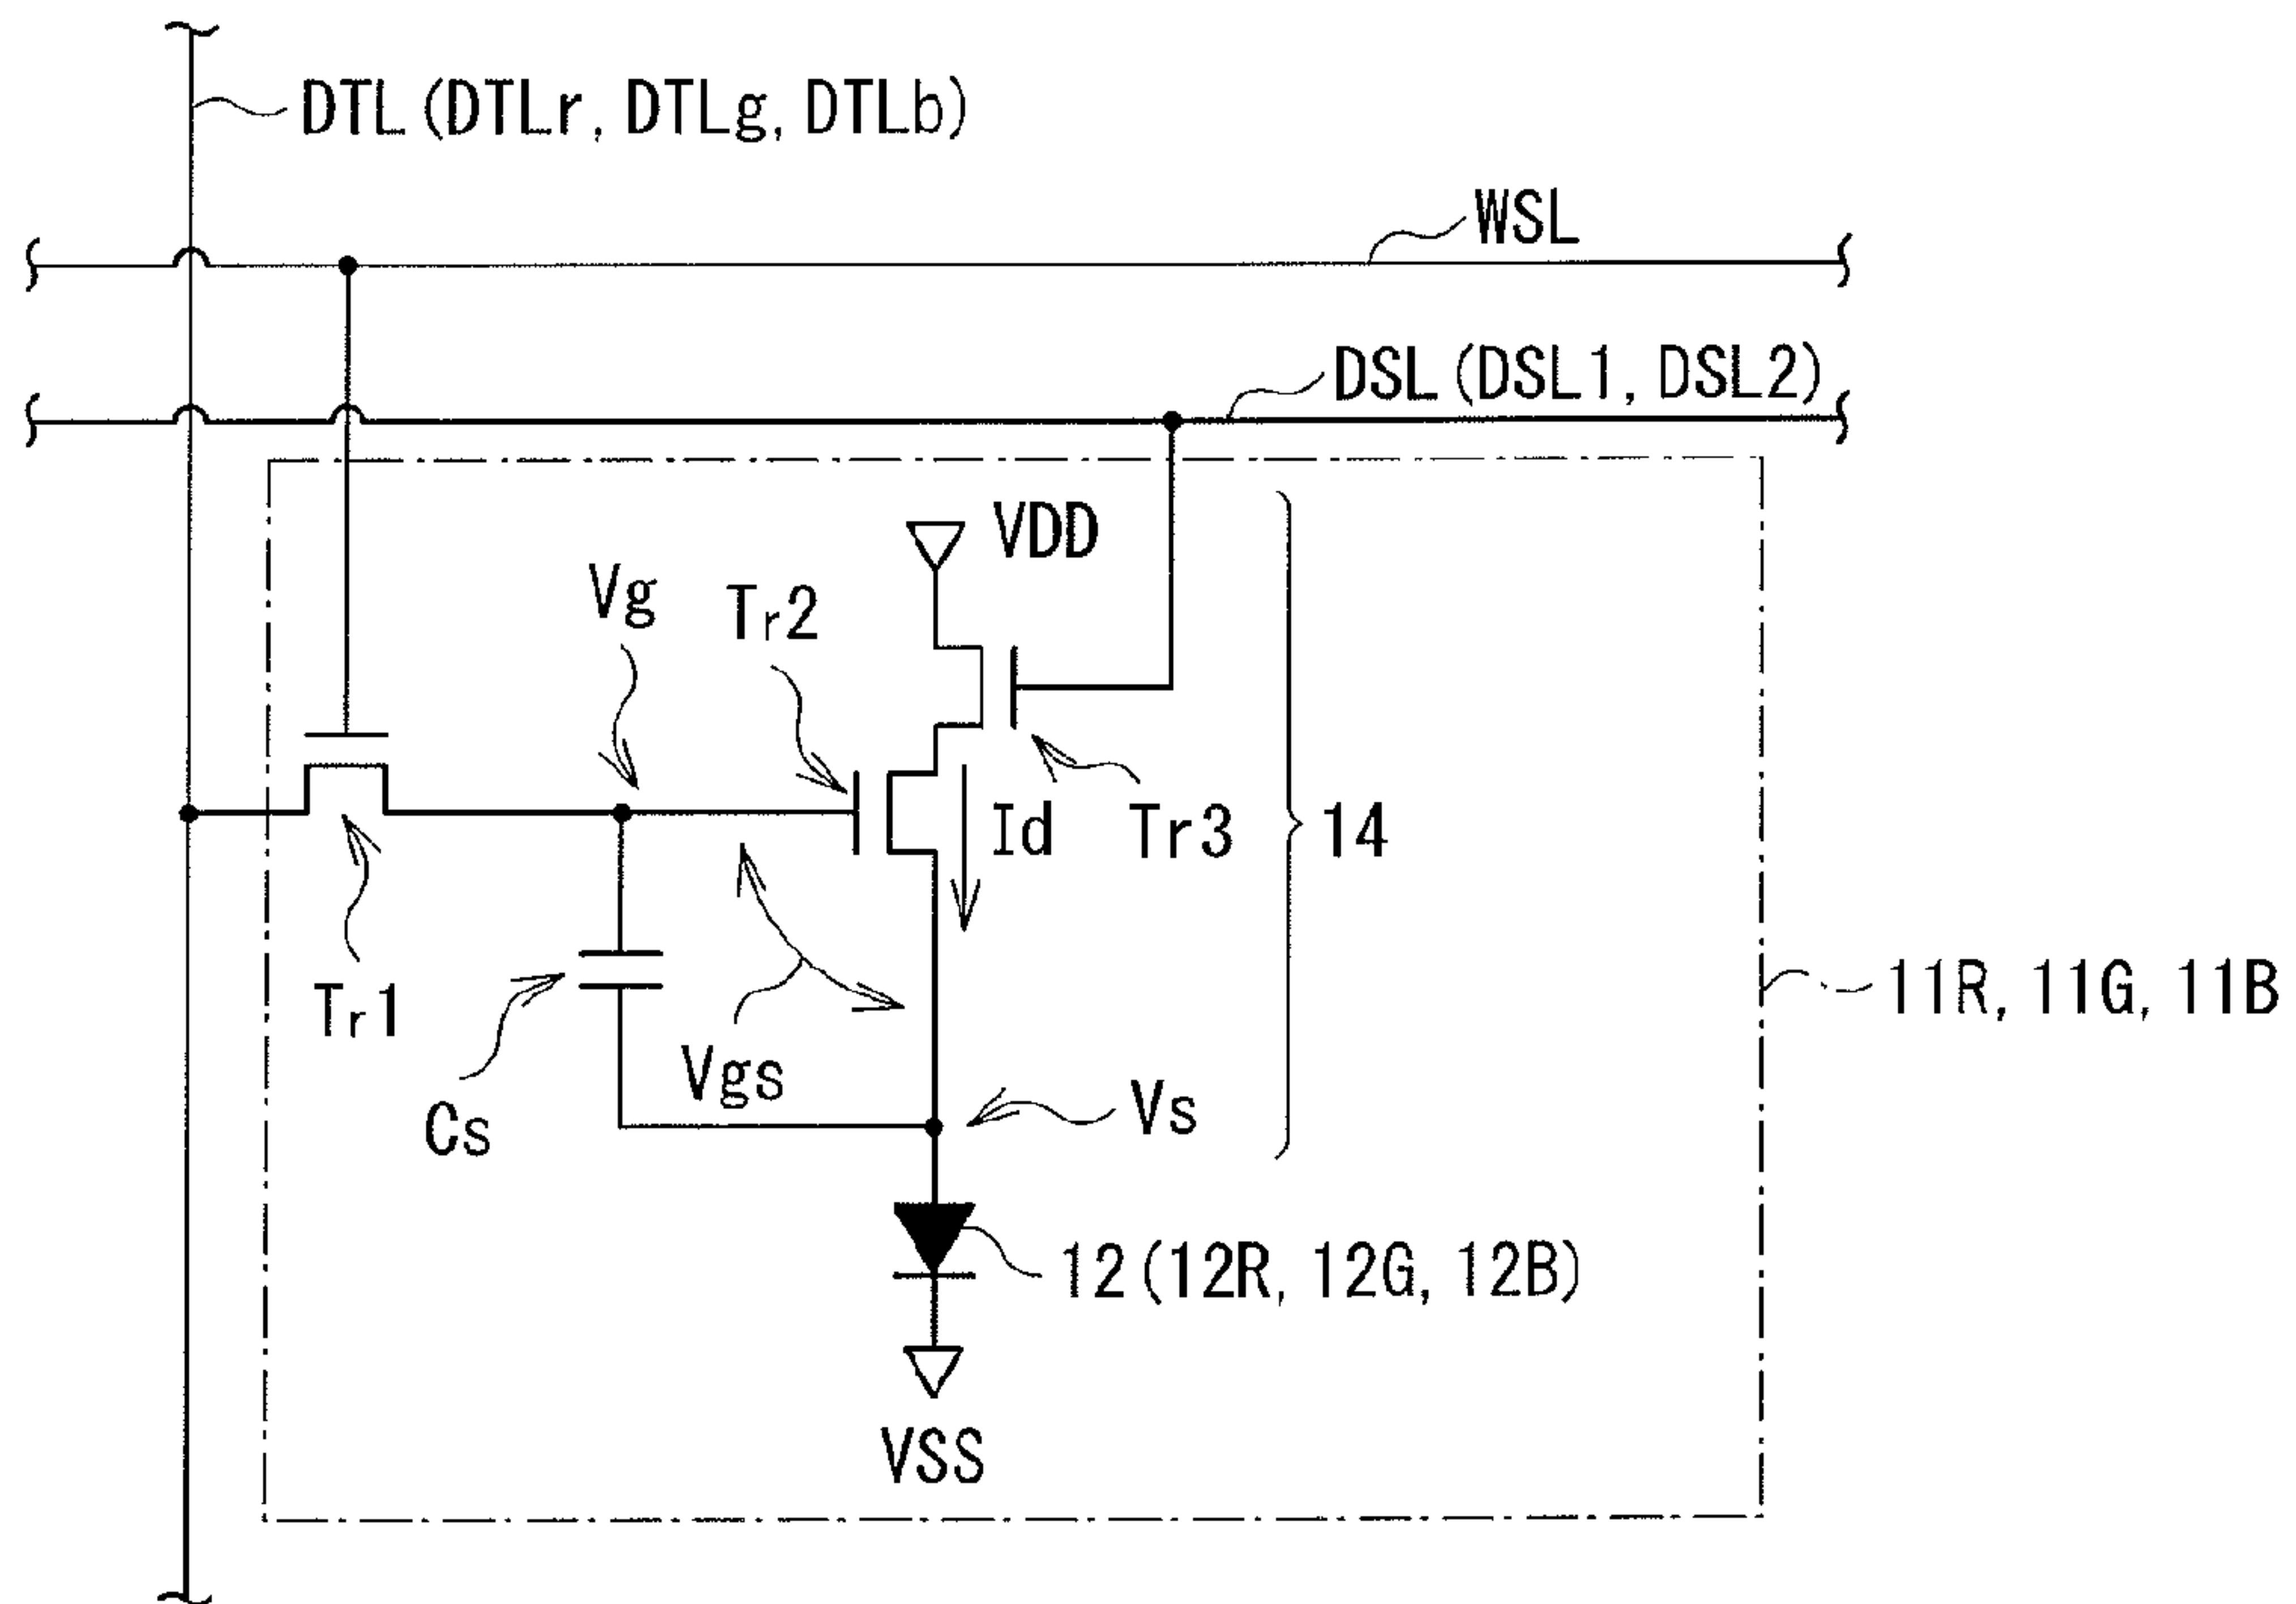 DTL (DTLr, DTLg, DTLb)
WSL
DSL (DSL1, DSL2)
VDD
Vg
Tr2
Id
Tr3
14
Tr1
11R, 11G, 11B
Vgs
Cs
Vs
12 (12R, 12G, 12B)
VSS